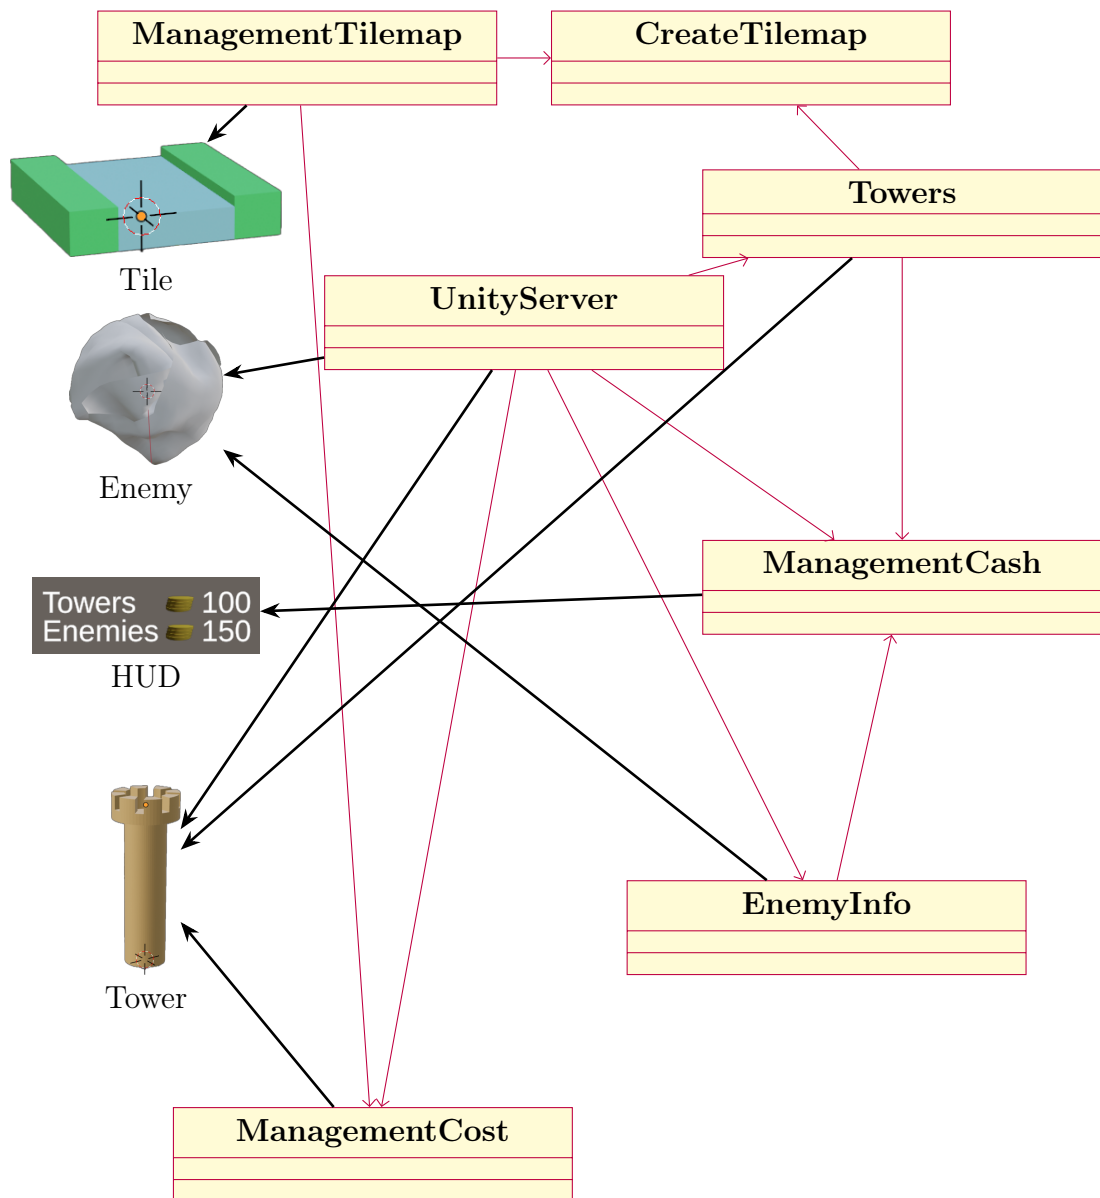 ManagementTilemap
CreateTilemap
Towers
Tile
UnityServer
Enemy
ManagementCash
Towers 100
Enemies 150
HUD
EnemyInfo
Tower
ManagementCost